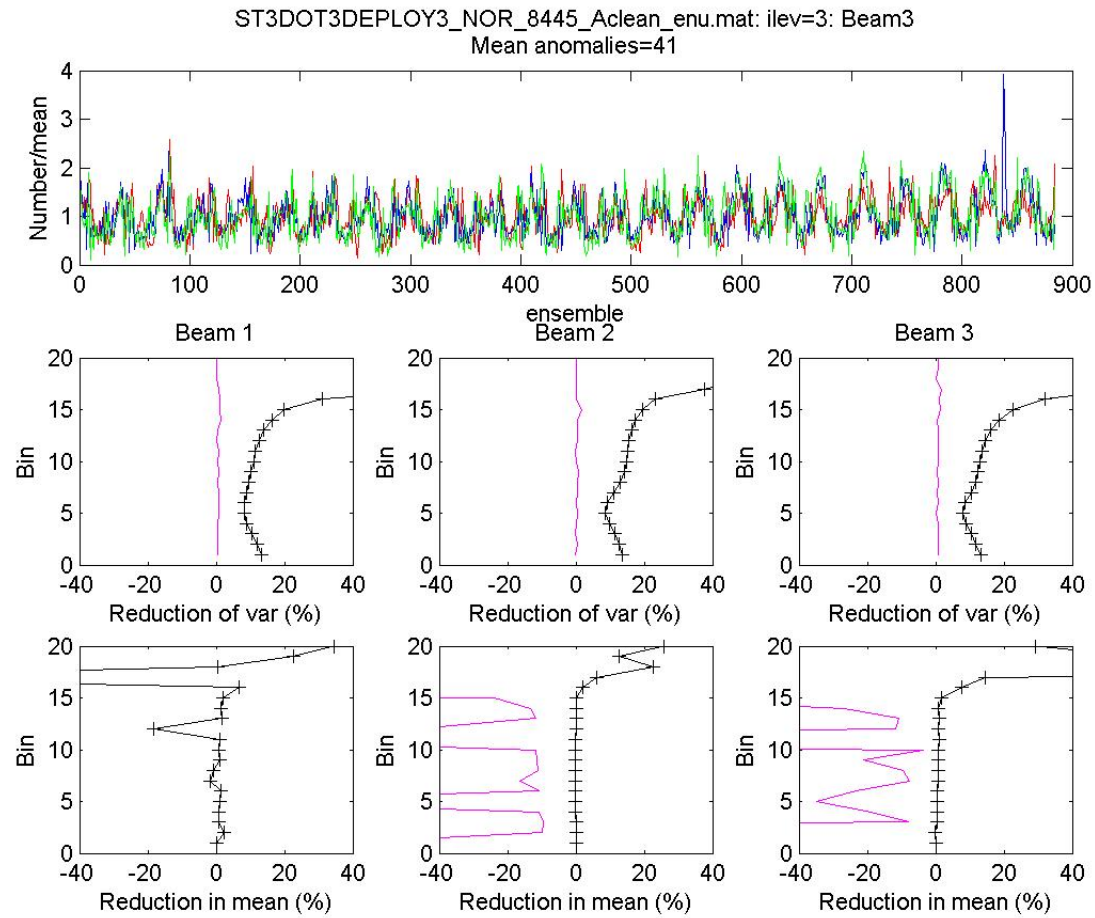 ST3DOT3DEPLOY3_NOR_8445_Aclean_enu.mat: ilev=3: Beam3
Mean anomalies=41
Number/mean
4
3
2
1
0
0 100 200 300 400 500 600 700 800 900
ensemble
Beam 1 Beam 2 Beam 3
Bin Bin Bin
20 20 20
15 15 15
10 10 10
5 5 5
0 0 0
-40 -20 0 20 40 -40 -20 0 20 40 -40 -20 0 20 40
Reduction of var (%) Reduction of var (%) Reduction of var (%)
Bin Bin Bin
20 20 20
15 15 15
10 10 10
5 5 5
0 0 0
-40 -20 0 20 40 -40 -20 0 20 40 -40 -20 0 20 40
Reduction in mean (%) Reduction in mean (%) Reduction in mean (%)